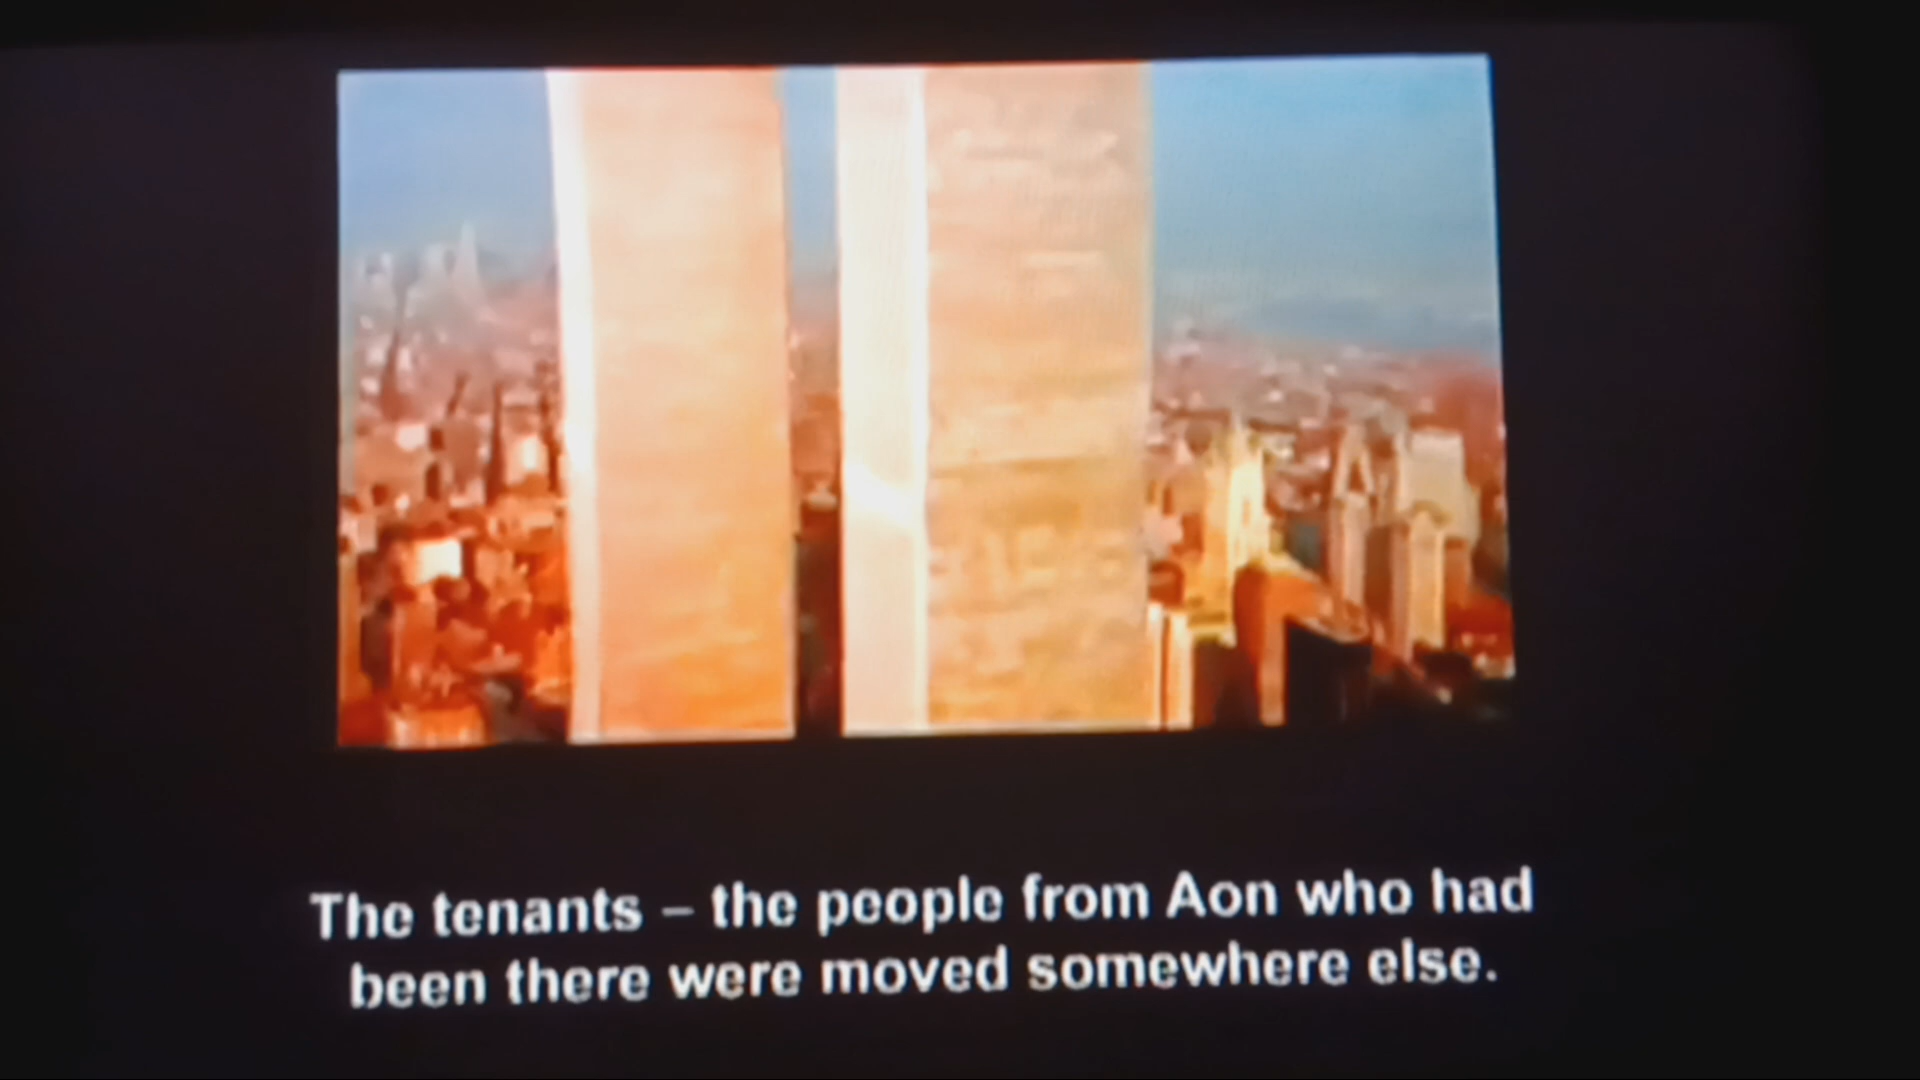 The tenants – the people from Aon who had
been there were moved somewhere else.